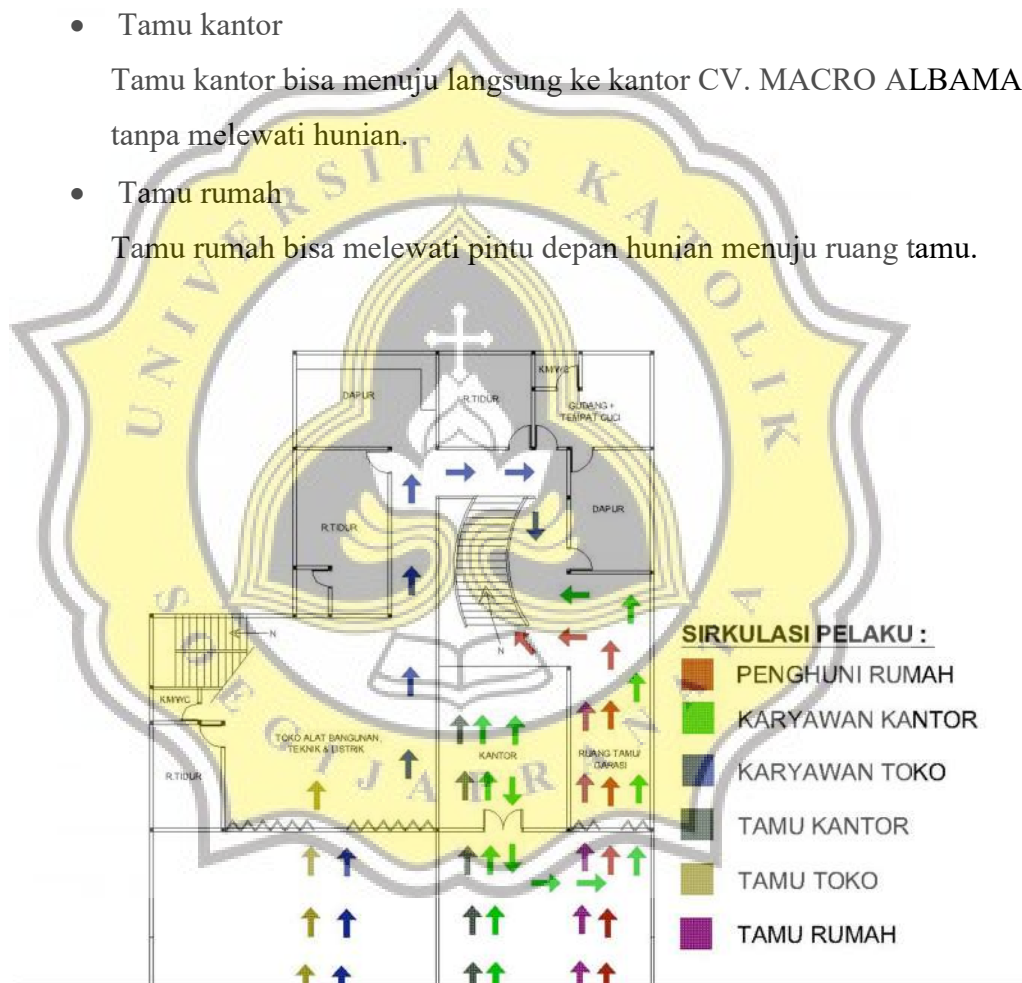 • Tamu kantor
Tamu kantor bisa menuju langsung ke kantor CV. MACRO ALBAMA
tanpa melewati hunian.
• Tamu rumah
Tamu rumah bisa melewati pintu depan hunian menuju ruang tamu.
UNIVERSITAS KATOLIK
SOEGIJAPRANATA
DAPUR
R.TIDUR
KM/WC
GUDANG +
TEMPAT CUCI
R.TIDUR
DAPUR
N
N
KM/WC
R.TIDUR
TOKO ALAT BANGUNAN,
TEKNIK & LISTRIK
KANTOR
RUANG TAMU/
GARASI
SIRKULASI PELAKU :
PENGHUNI RUMAH
KARYAWAN KANTOR
KARYAWAN TOKO
TAMU KANTOR
TAMU TOKO
TAMU RUMAH